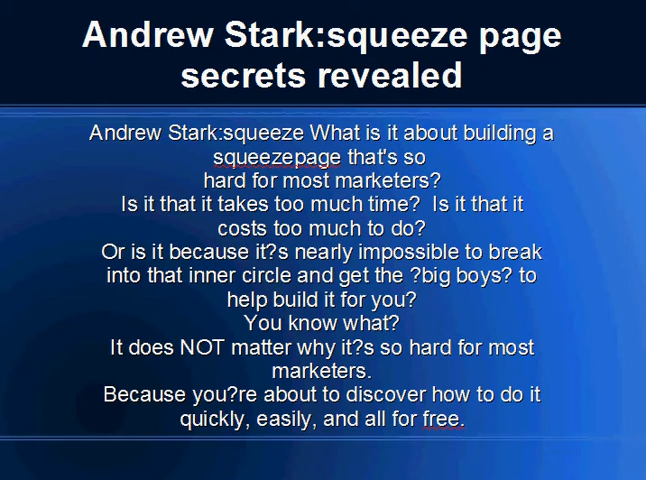 Andrew Stark:squeeze page
secrets revealed
Andrew Stark:squeeze What is it about building a
squeezepage that's so
hard for most marketers?
Is it that it takes too much time?  Is it that it
costs too much to do?
Or is it because it?s nearly impossible to break
into that inner circle and get the ?big boys? to
help build it for you?
You know what?
It does NOT matter why it?s so hard for most
marketers.
Because you?re about to discover how to do it
quickly, easily, and all for free.